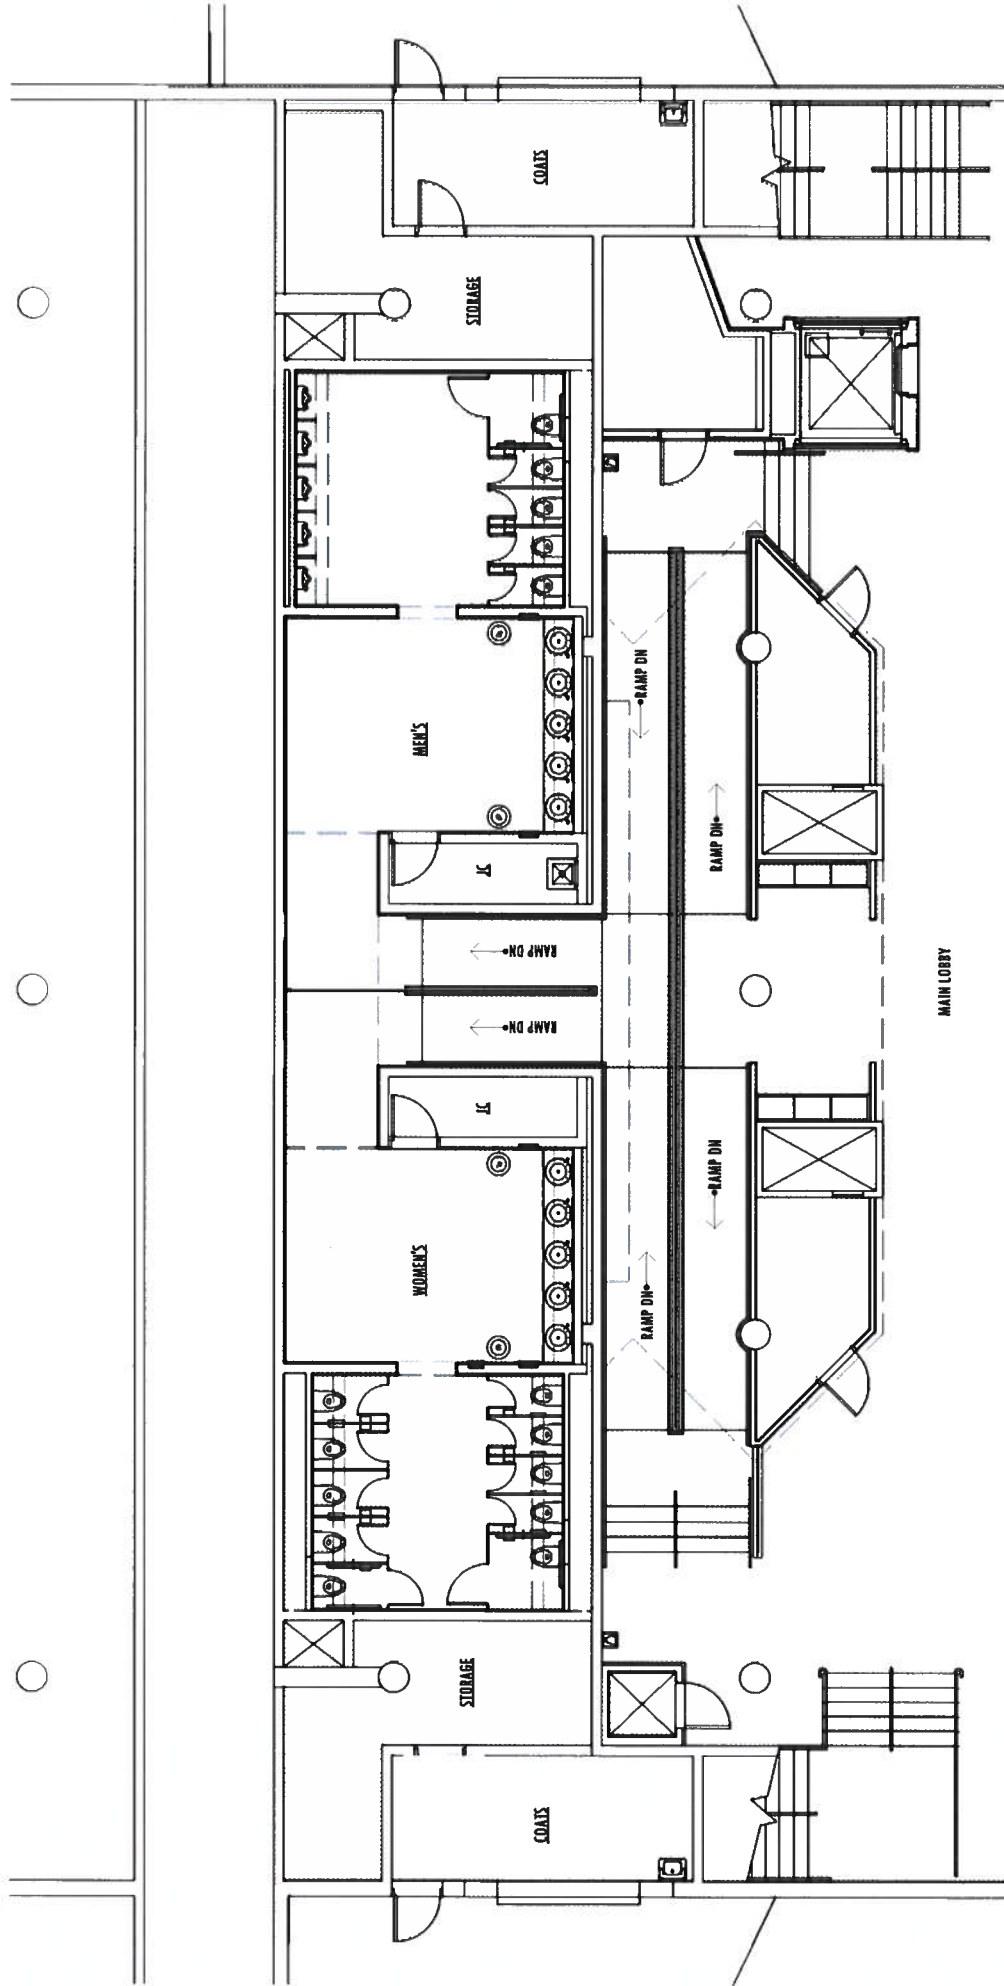 COATS
STORAGE
WOMEN'S
JC
RAMP DN
RAMP DN
JC
MEN'S
STORAGE
COATS
RAMP DN
RAMP DN
RAMP DN
RAMP DN
MAIN LOBBY